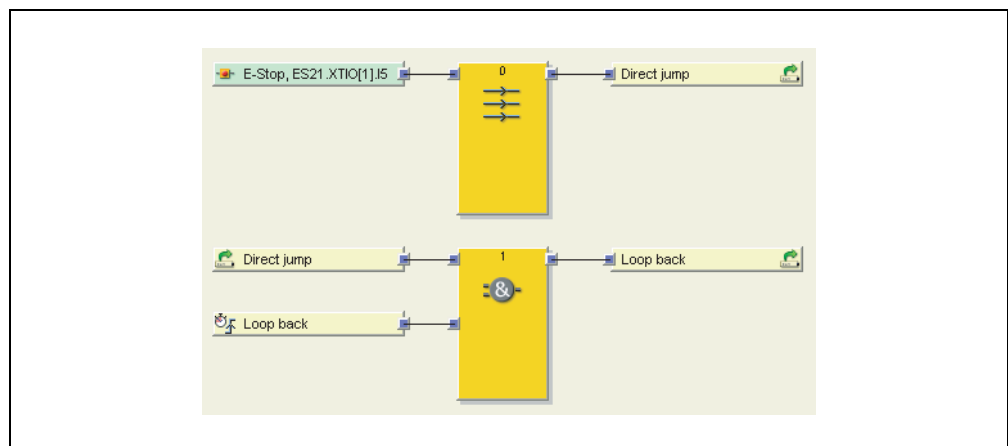 E-Stop, ES21.XTIO[1].I5
0
Direct jump
Direct jump
1
&
Loop back
Loop back